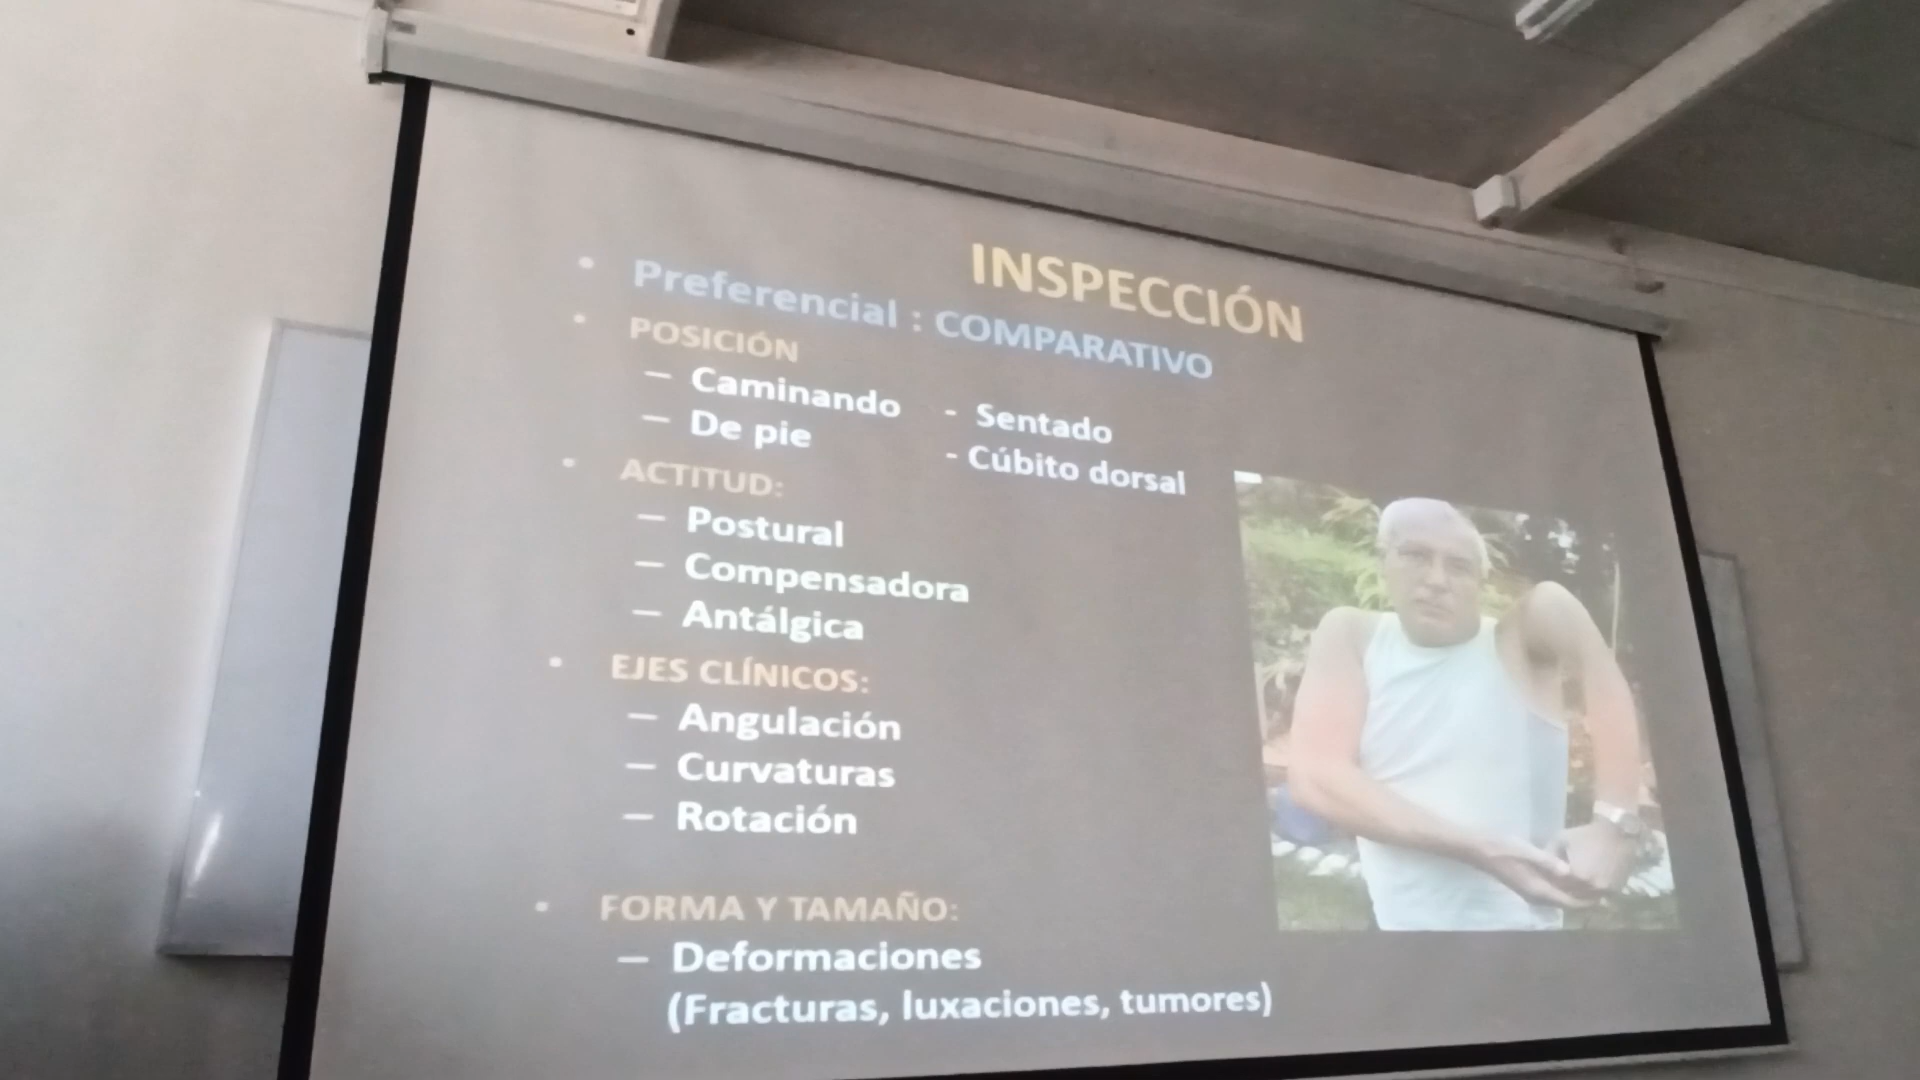 INSPECCIÓN
• Preferencial : COMPARATIVO
• POSICIÓN
– Caminando - Sentado
– De pie - Cúbito dorsal
• ACTITUD:
– Postural
– Compensadora
– Antálgica
• EJES CLÍNICOS:
– Angulación
– Curvaturas
– Rotación
• FORMA Y TAMAÑO:
– Deformaciones
(Fracturas, luxaciones, tumores)